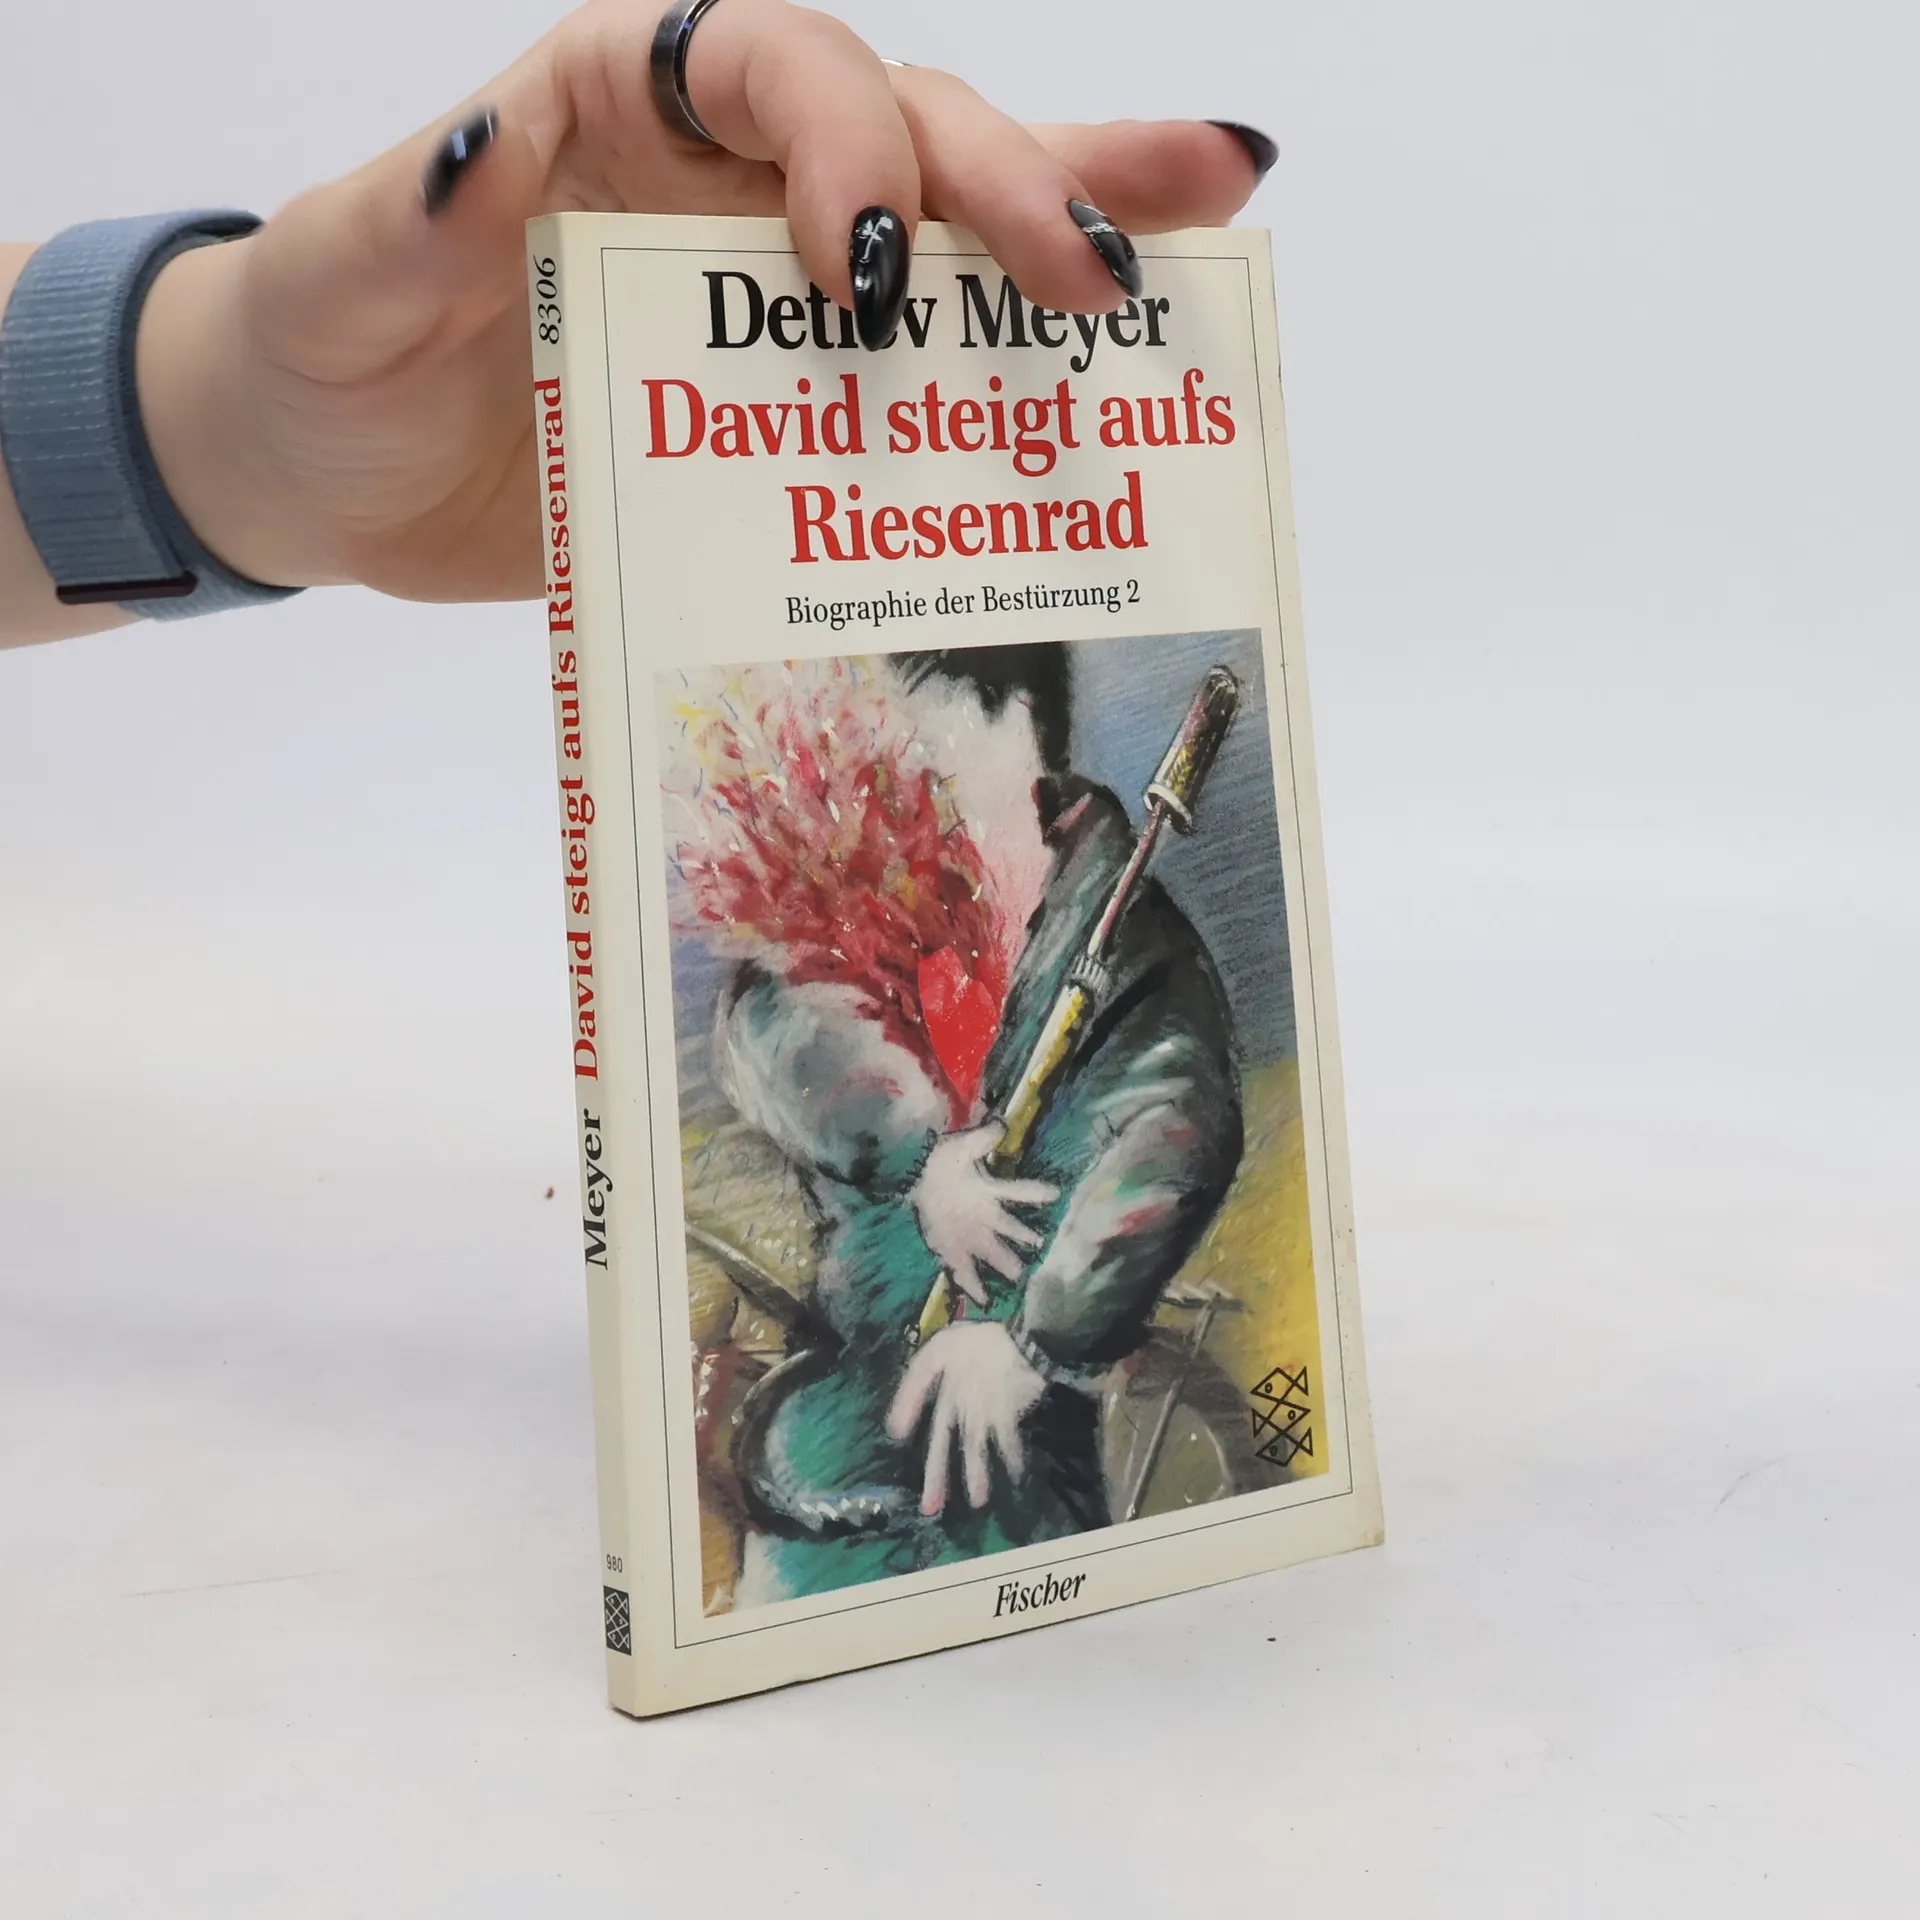 Detlev Meyer
David steigt aufs
Riesenrad
Biographie der Bestürzung 2
Fischer
Meyer David steigt aufs Riesenrad 8306
980